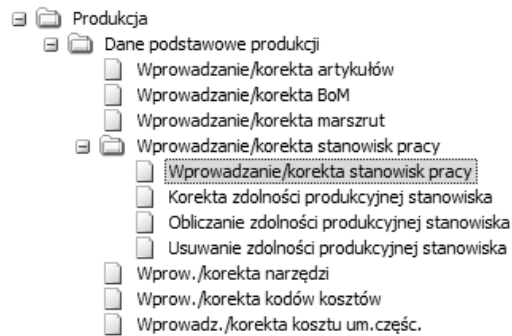 Produkcja
Dane podstawowe produkcji
Wprowadzanie/korekta artykułów
Wprowadzanie/korekta BoM
Wprowadzanie/korekta marszrut
Wprowadzanie/korekta stanowisk pracy
Wprowadzanie/korekta stanowisk pracy
Korekta zdolności produkcyjnej stanowiska
Obliczanie zdolności produkcyjnej stanowiska
Usuwanie zdolności produkcyjnej stanowiska
Wprow./korekta narzędzi
Wprow./korekta kodów kosztów
Wprowadz./korekta kosztu um.częśc.